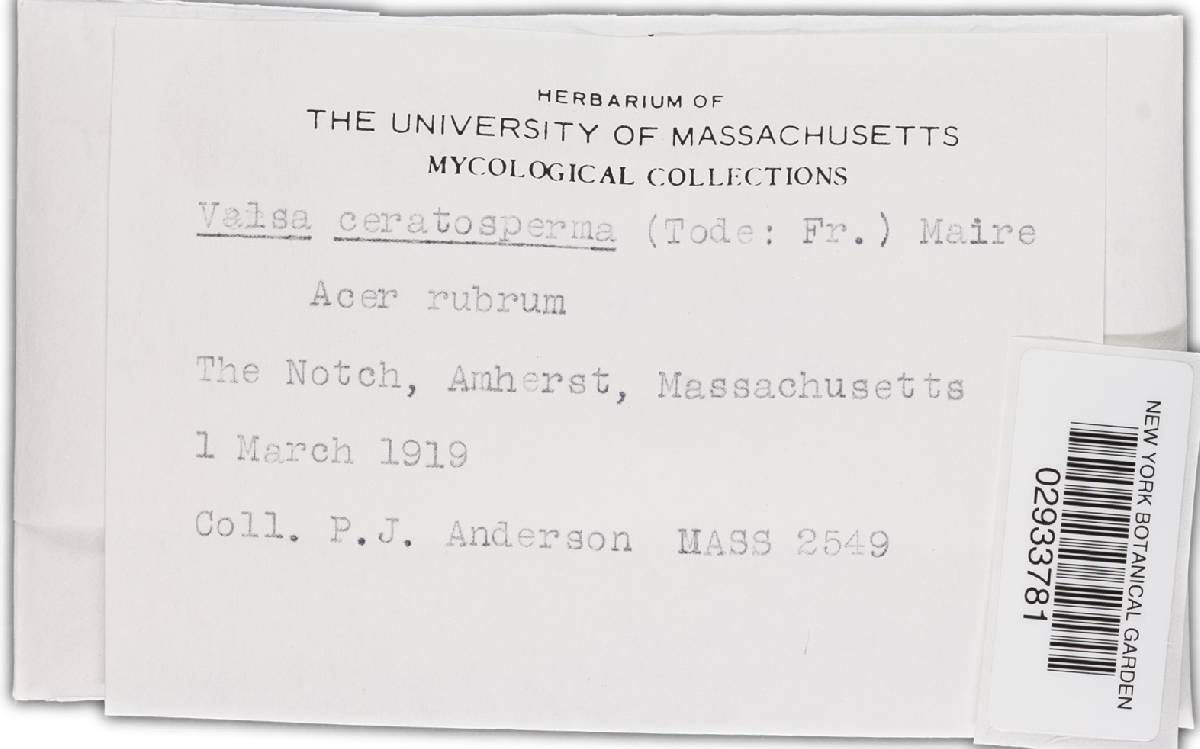 HERBARIUM OF
THE UNIVERSITY OF MASSACHUSETTS
MYCOLOGICAL COLLECTIONS
Valsa ceratosperma (Tode: Fr.) Maire
Acer rubrum
The Notch, Amherst, Massachusetts
1 March 1919
Coll. P.J. Anderson MASS 2549
NEW YORK BOTANICAL GARDEN
02933781